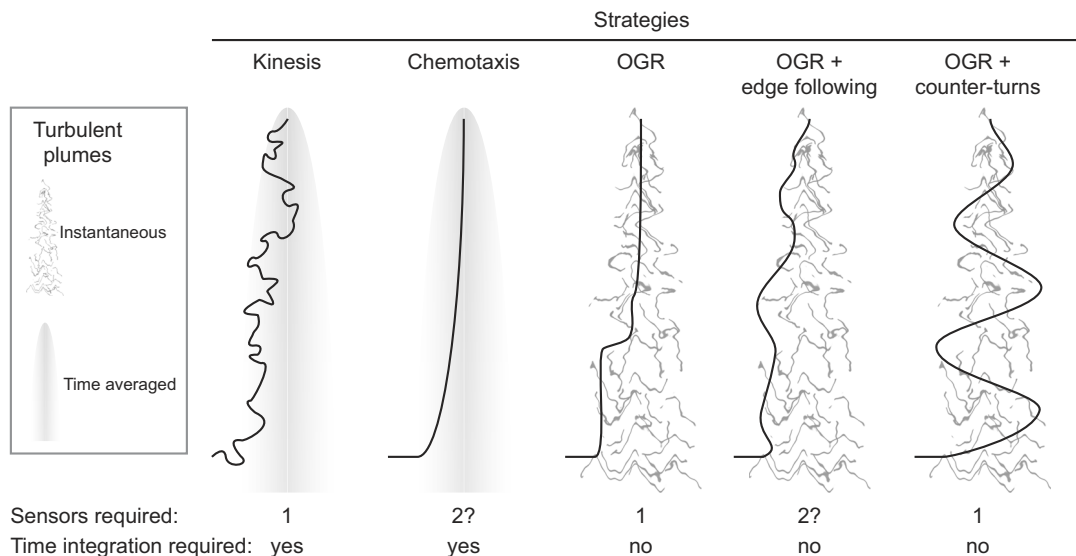 Strategies
Kinesis
Chemotaxis
OGR
OGR +
edge following
OGR +
counter-turns
Turbulent
plumes
Instantaneous
Time averaged
Sensors required: 1 2? 1 2? 1
Time integration required: yes yes no no no